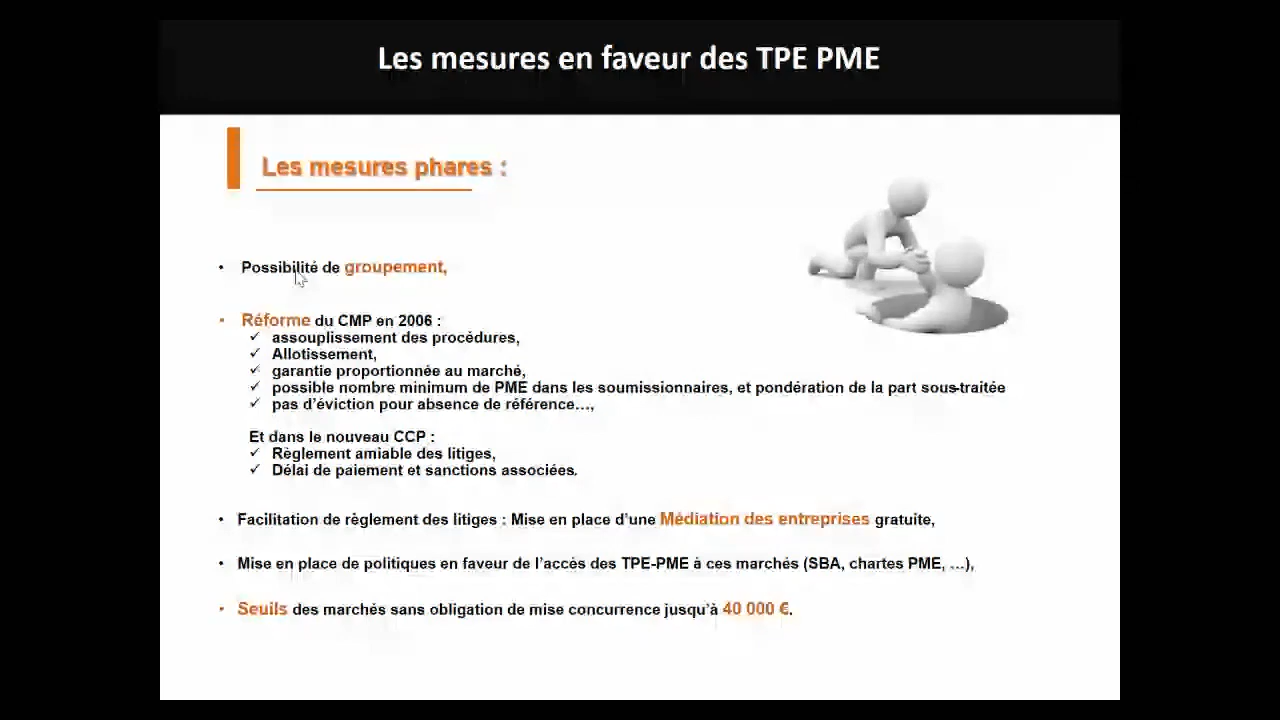 Les mesures en faveur des TPE PME
Les mesures phares :
• Possibilité de groupement,
• Réforme du CMP en 2006 :
✓ assouplissement des procédures,
✓ Allotissement,
✓ garantie proportionnée au marché,
✓ possible nombre minimum de PME dans les soumissionnaires, et pondération de la part sous-traitée
✓ pas d'éviction pour absence de référence…,
Et dans le nouveau CCP :
✓ Règlement amiable des litiges,
✓ Délai de paiement et sanctions associées.
• Facilitation de règlement des litiges : Mise en place d'une Médiation des entreprises gratuite,
• Mise en place de politiques en faveur de l'accès des TPE-PME à ces marchés (SBA, chartes PME, …),
• Seuils des marchés sans obligation de mise concurrence jusqu'à 40 000 €.